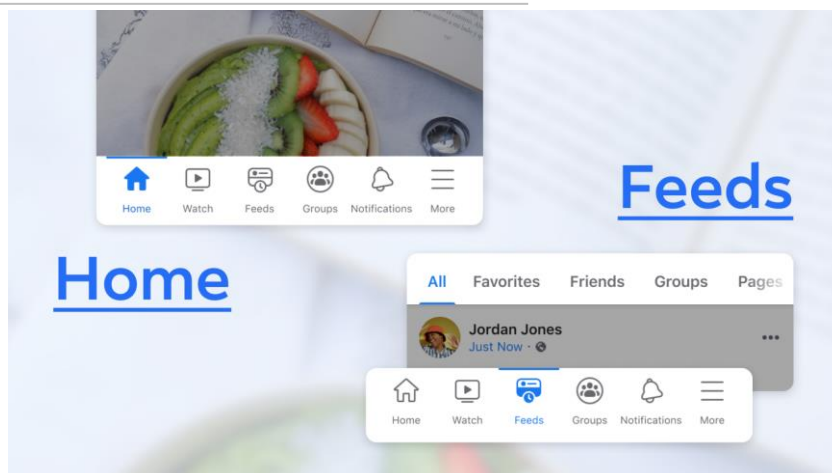 Home Watch Feeds Groups Notifications More
Feeds
Home
All Favorites Friends Groups Pages
Jordan Jones
Just Now ·
Home Watch Feeds Groups Notifications More